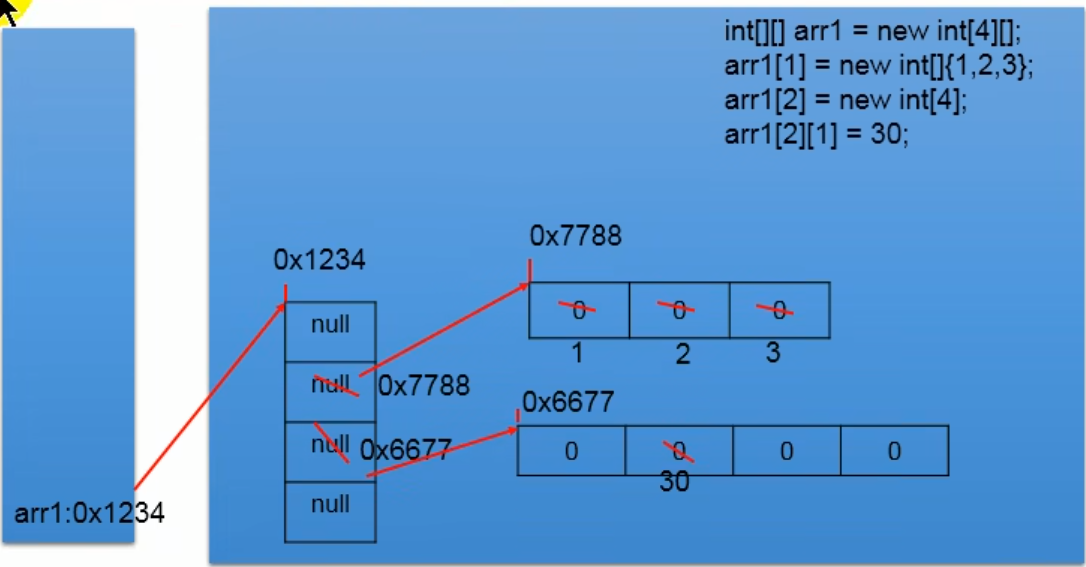 int[][] arr1 = new int[4][];
arr1[1] = new int[]{1,2,3};
arr1[2] = new int[4];
arr1[2][1] = 30;
0x7788
0x1234
null
0 0 0
1 2 3
null 0x7788
0x6677
null 0x6677
0 0 0 0
30
null
arr1:0x1234